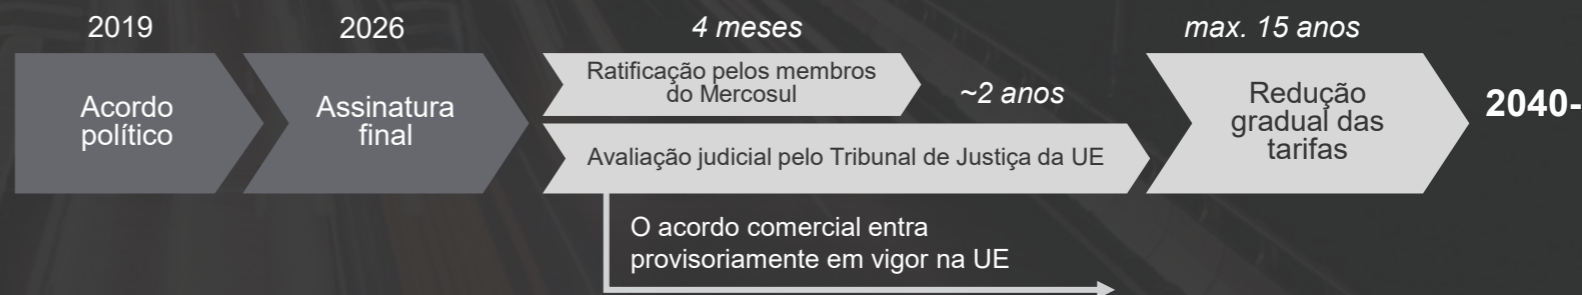 2019
Acordo
político
2026
Assinatura
final
4 meses
Ratificação pelos membros
do Mercosul
~2 anos
Avaliação judicial pelo Tribunal de Justiça da UE
O acordo comercial entra
provisoriamente em vigor na UE
max. 15 anos
Redução
gradual das
tarifas
2040-